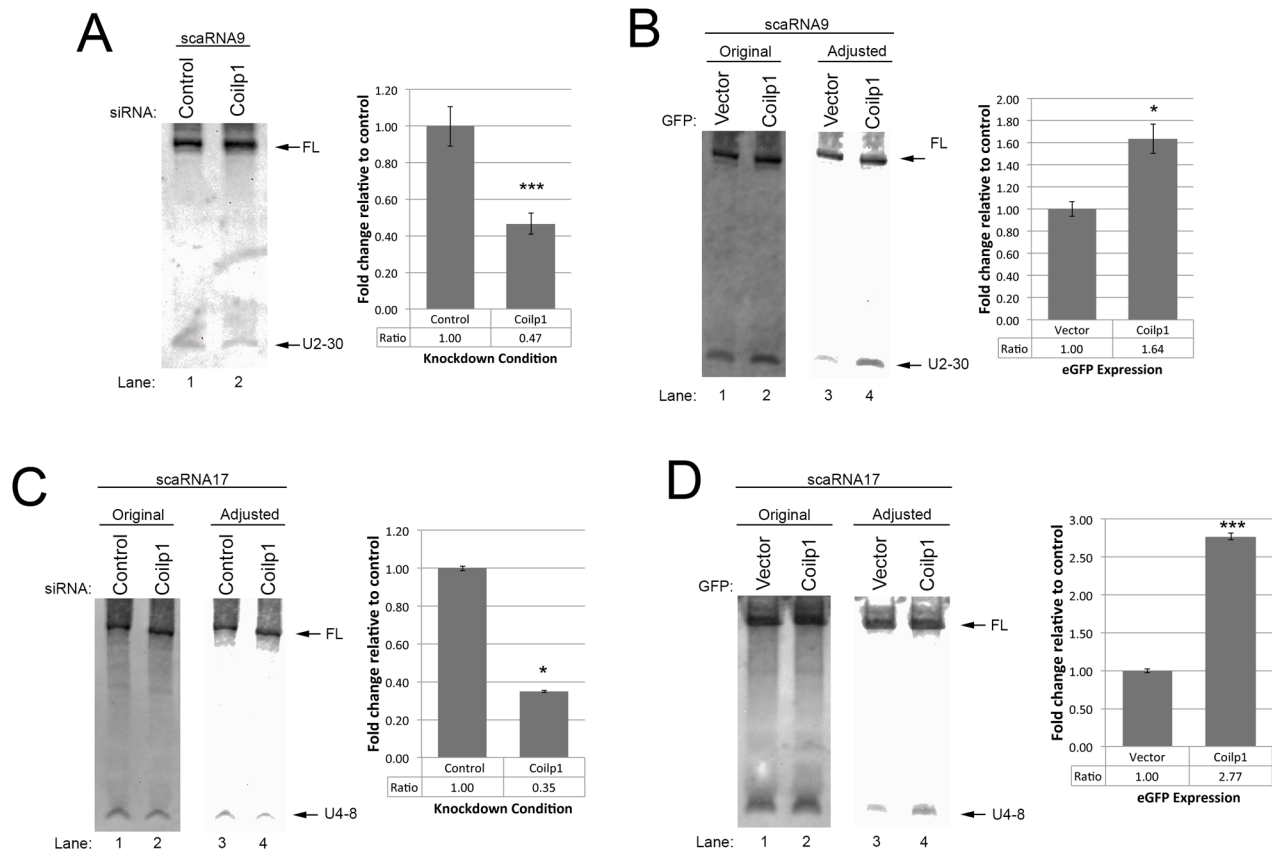 A
scaRNA9
siRNA:
Control
Coilp1
FL
U2-30
Lane:
1 2
Fold change relative to control
1.20
1.00
0.80
0.60
0.40
0.20
0.00
***
Control Coilp1
Ratio 1.00 0.47
Knockdown Condition
B
scaRNA9
Original Adjusted
GFP:
Vector
Coilp1
Vector
Coilp1
FL
U2-30
Lane:
1 2 3 4
Fold change relative to control
2.00
1.80
1.60
1.40
1.20
1.00
0.80
0.60
0.40
0.20
0.00
*
Vector Coilp1
Ratio 1.00 1.64
eGFP Expression
C
scaRNA17
Original Adjusted
siRNA:
Control
Coilp1
Control
Coilp1
FL
U4-8
Lane:
1 2 3 4
Fold change relative to control
1.20
1.00
0.80
0.60
0.40
0.20
0.00
*
Control Coilp1
Ratio 1.00 0.35
Knockdown Condition
D
scaRNA17
Original Adjusted
GFP:
Vector
Coilp1
Vector
Coilp1
FL
U4-8
Lane:
1 2 3 4
Fold change relative to control
3.00
2.50
2.00
1.50
1.00
0.50
0.00
***
Vector Coilp1
Ratio 1.00 2.77
eGFP Expression